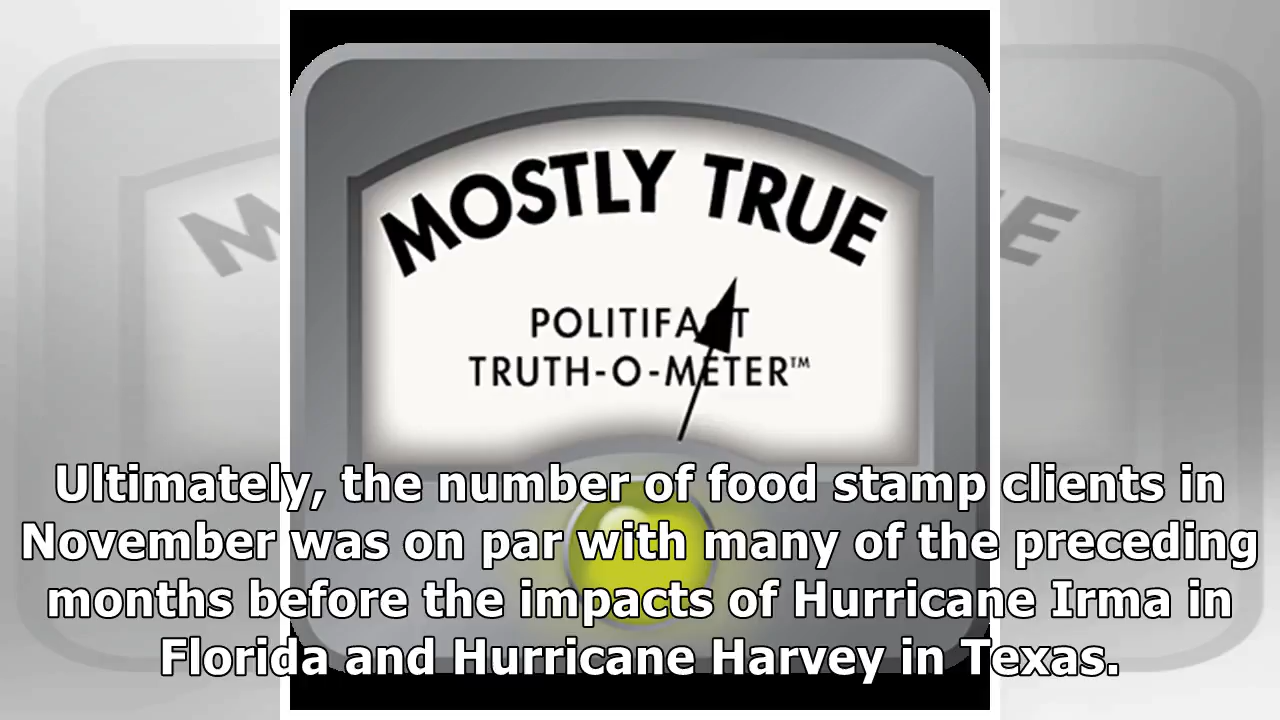 MOSTLY TRUE
POLITIFACT
TRUTH-O-METER™
Ultimately, the number of food stamp clients in
November was on par with many of the preceding
months before the impacts of Hurricane Irma in
Florida and Hurricane Harvey in Texas.